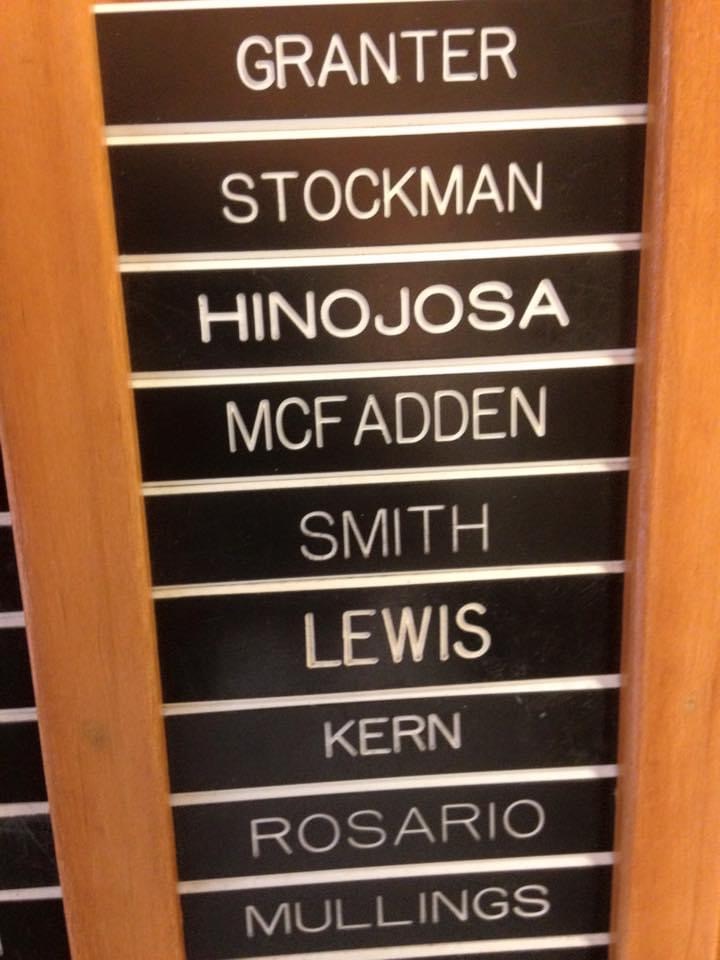 GRANTER
STOCKMAN
HINOJOSA
MCFADDEN
SMITH
LEWIS
KERN
ROSARIO
MULLINGS